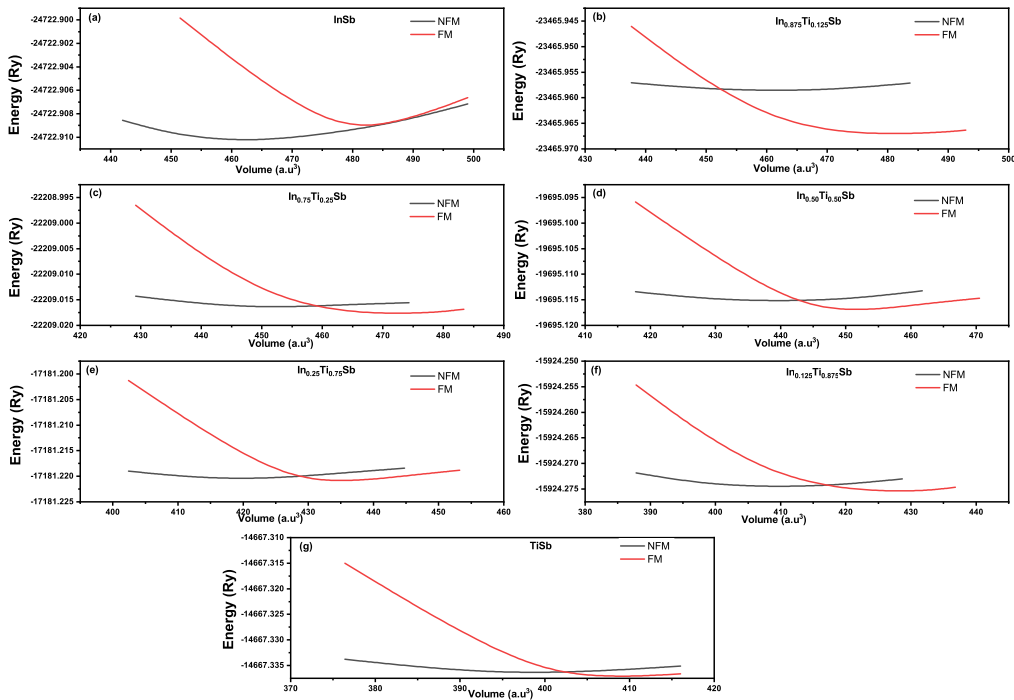 (a)
InSb
NFM
FM
-24722.900
-24722.902
-24722.904
-24722.906
-24722.908
-24722.910
Energy (Ry)
440 450 460 470 480 490 500
Volume (a.u³)
(b)
In0.875Ti0.125Sb
NFM
FM
-23465.945
-23465.950
-23465.955
-23465.960
-23465.965
-23465.970
Energy (Ry)
430 440 450 460 470 480 490 500
Volume (a.u³)
(c)
In0.75Ti0.25Sb
NFM
FM
-22208.995
-22209.000
-22209.005
-22209.010
-22209.015
-22209.020
Energy (Ry)
420 430 440 450 460 470 480 490
Volume (a.u³)
(d)
In0.50Ti0.50Sb
NFM
FM
-19695.095
-19695.100
-19695.105
-19695.110
-19695.115
-19695.120
Energy (Ry)
410 420 430 440 450 460 470
Volume (a.u³)
(e)
In0.25Ti0.75Sb
NFM
FM
-17181.200
-17181.205
-17181.210
-17181.215
-17181.220
-17181.225
Energy (Ry)
400 410 420 430 440 450 460
Volume (a.u³)
(f)
In0.125Ti0.875Sb
NFM
FM
-15924.250
-15924.255
-15924.260
-15924.265
-15924.270
-15924.275
Energy (Ry)
380 390 400 410 420 430 440
Volume (a.u³)
(g)
TiSb
NFM
FM
-14667.310
-14667.315
-14667.320
-14667.325
-14667.330
-14667.335
Energy (Ry)
370 380 390 400 410 420
Volume (a.u³)